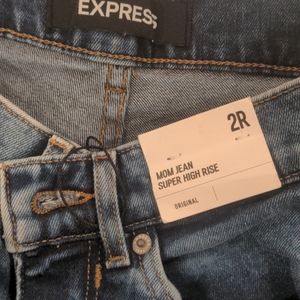 EXPRESS
2R
MOM JEAN
SUPER HIGH RISE
ORIGINAL